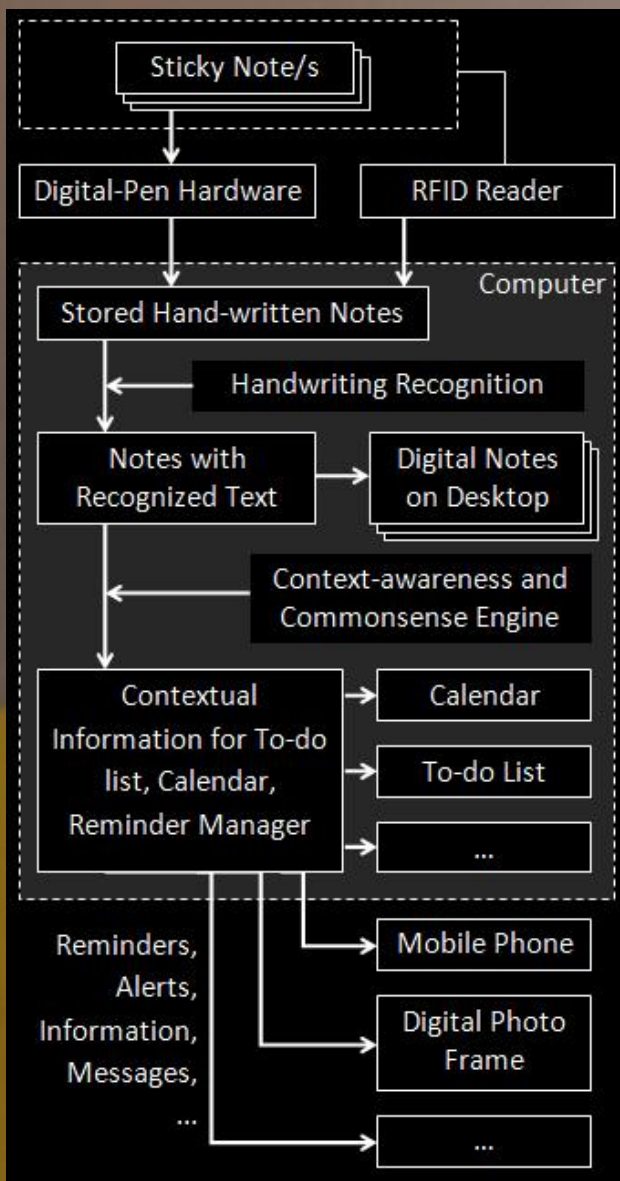 Sticky Note/s
Digital-Pen Hardware
RFID Reader
Computer
Stored Hand-written Notes
Handwriting Recognition
Notes with
Recognized Text
Digital Notes
on Desktop
Context-awareness and
Commonsense Engine
Contextual
Information for To-do
list, Calendar,
Reminder Manager
Calendar
To-do List
...
Reminders,
Alerts,
Information,
Messages,
...
Mobile Phone
Digital Photo
Frame
...